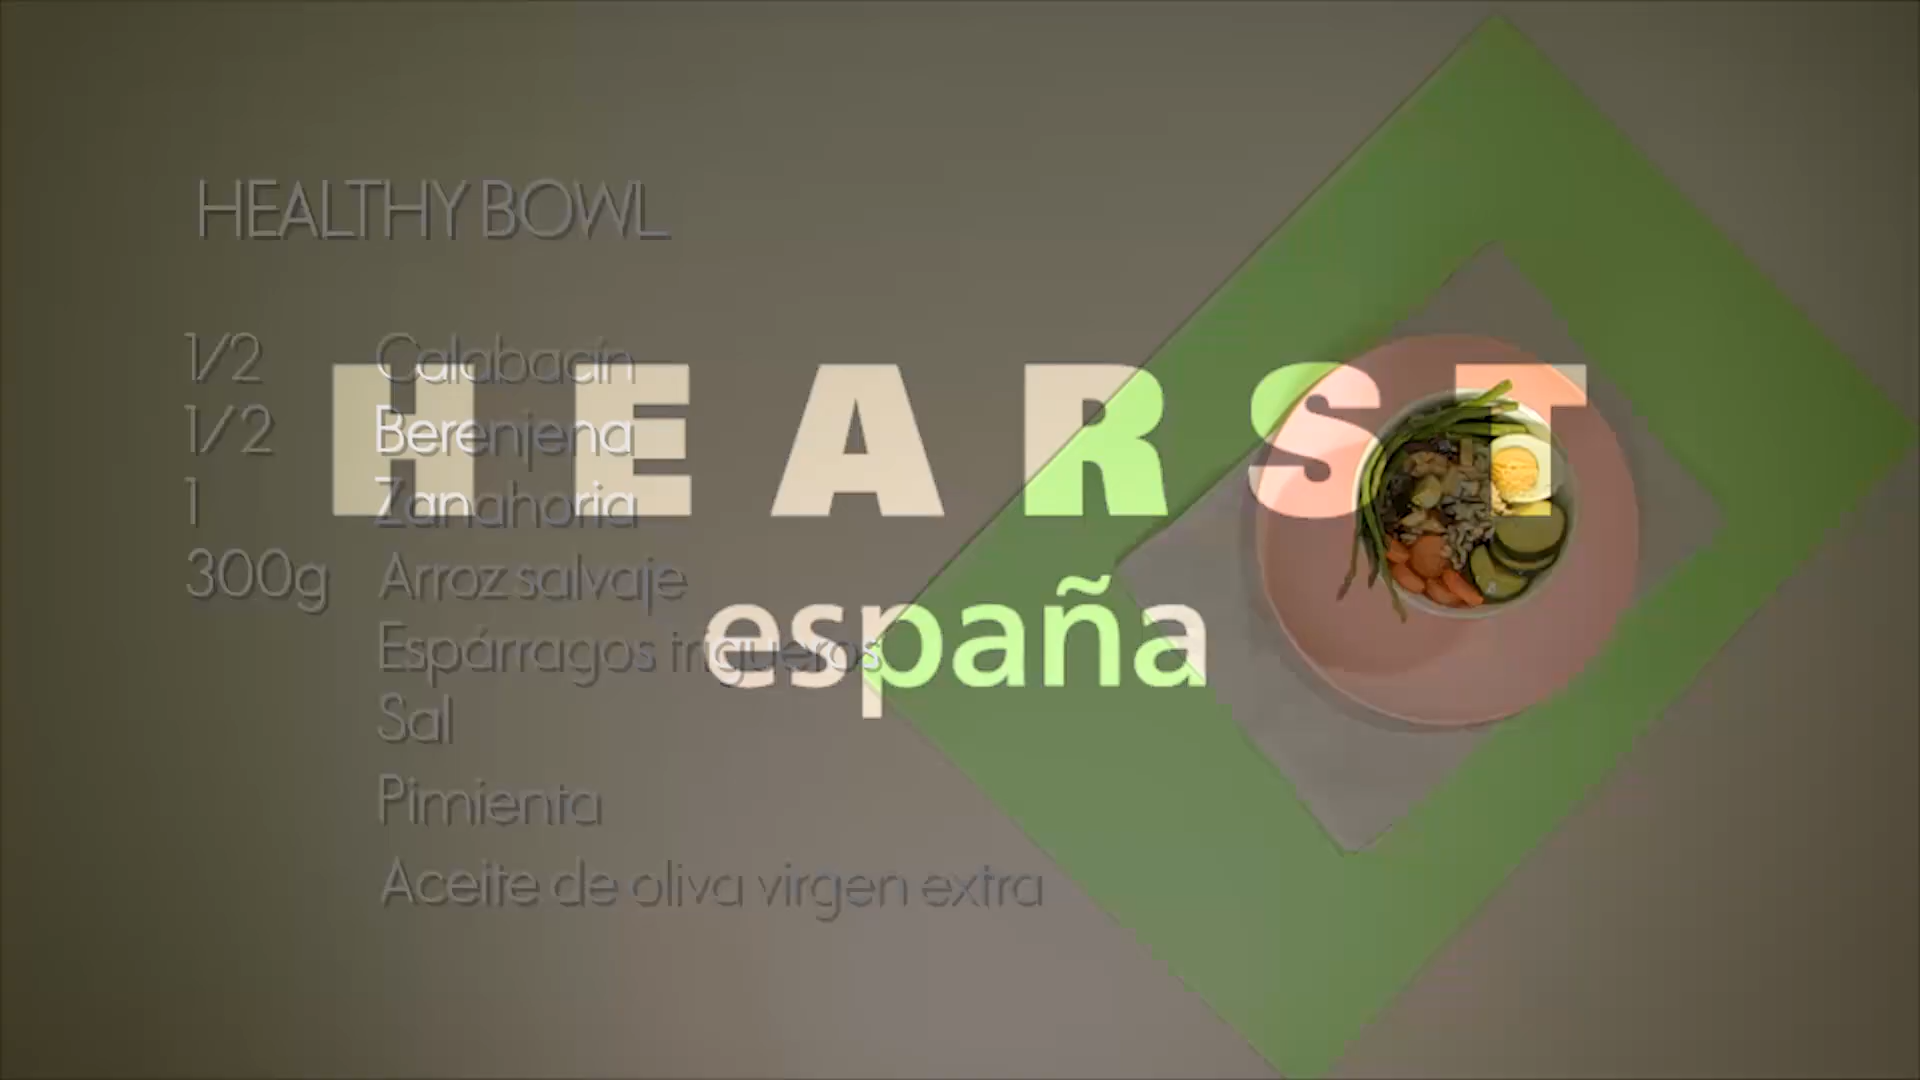 HEALTHY BOWL
1/2 Calabacín
1/2 Berenjena
1 Zanahoria
300g Arroz salvaje
Espárragos trigueros
Sal
Pimienta
Aceite de oliva virgen extra
HEARST
españa